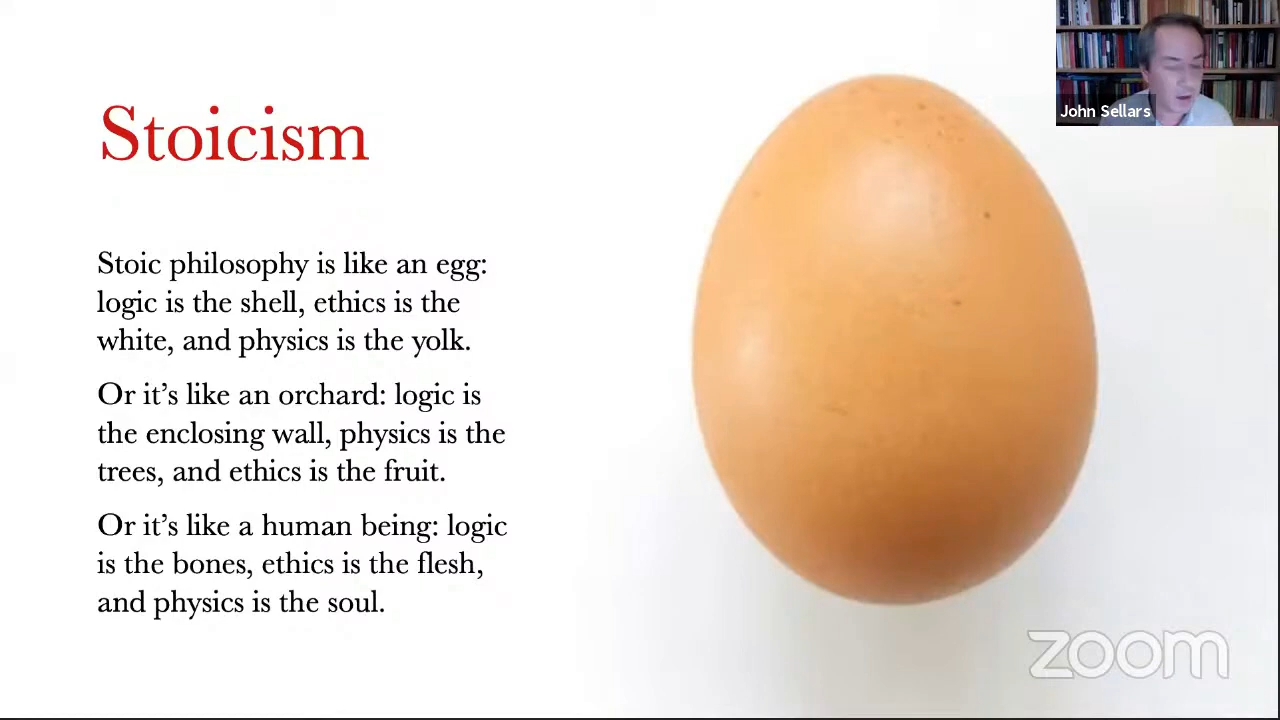 Stoicism
Stoic philosophy is like an egg:
logic is the shell, ethics is the
white, and physics is the yolk.
Or it’s like an orchard: logic is
the enclosing wall, physics is the
trees, and ethics is the fruit.
Or it’s like a human being: logic
is the bones, ethics is the flesh,
and physics is the soul.
John Sellars
zoom